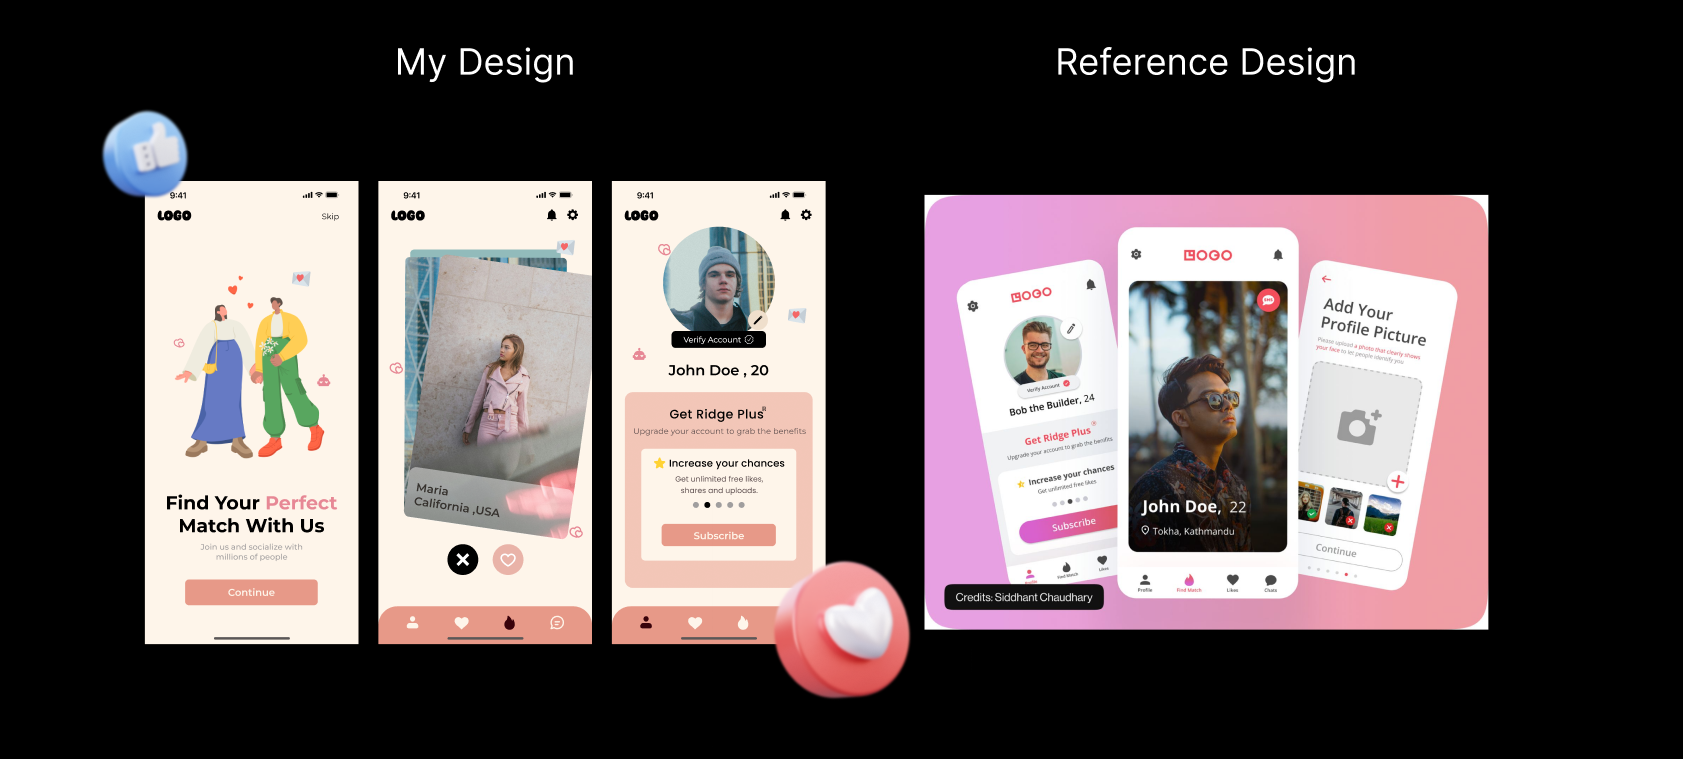 My Design
Reference Design
9:41
LOGO
Skip
Find Your Perfect
Match With Us
Join us and socialize with
millions of people
Continue
9:41
LOGO
Maria
California ,USA
9:41
LOGO
Verify Account
John Doe , 20
Get Ridge Plus
Upgrade your account to grab the benefits
Increase your chances
Get unlimited free likes,
shares and uploads.
Subscribe
LOGO
Verify Account
Bob the Builder, 24
Get Ridge Plus
Upgrade your account to grab the benefits
Increase your chances
Get unlimited free likes
Subscribe
Profile
Find Match
Likes
LOGO
John Doe, 22
Tokha, Kathmandu
Profile
Find Match
Likes
Chats
Add Your
Profile Picture
Please upload a photo that clearly shows
your face to let people identify you
Continue
Credits: Siddhant Chaudhary